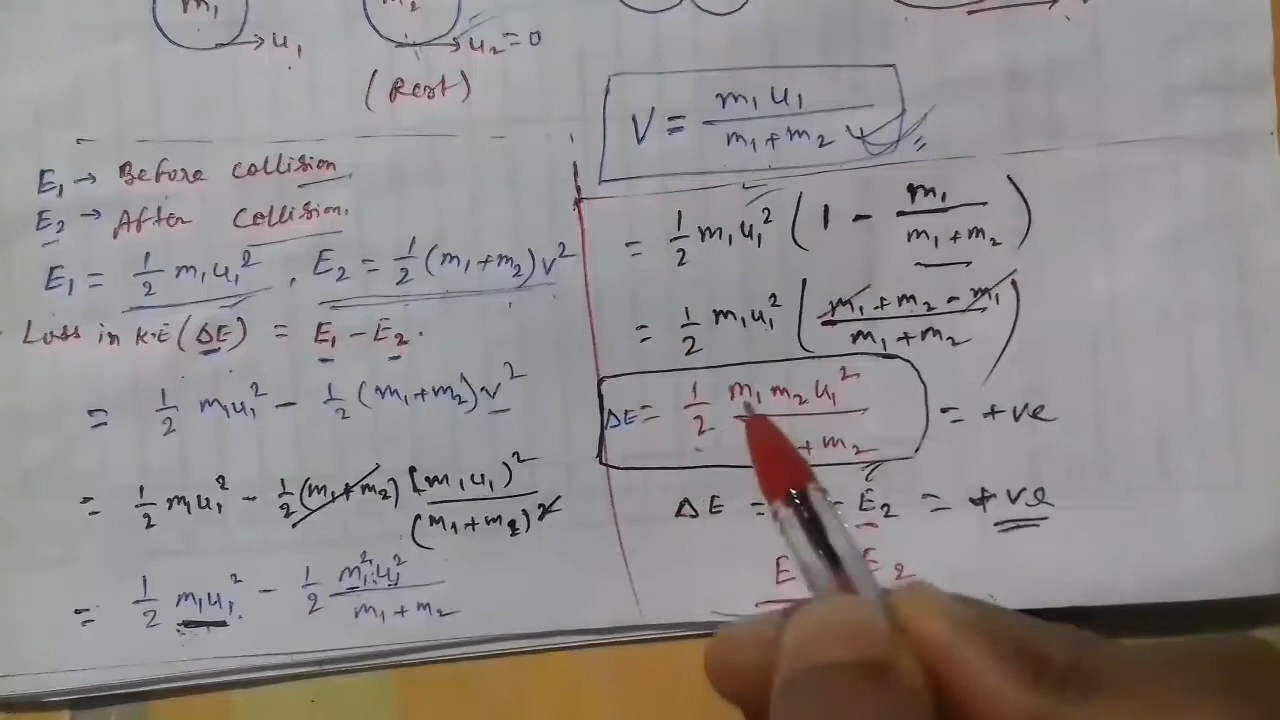 m₁ m₂
→u₁ →u₂=0
(Rest)
V = m₁u₁ / m₁+m₂
E₁ → Before collision.
E₂ → After collision.
E₁ = 1/2 m₁u₁², E₂ = 1/2 (m₁+m₂)v²
Loss in K.E (ΔE) = E₁ - E₂.
= 1/2 m₁u₁² - 1/2 (m₁+m₂)v²
= 1/2 m₁u₁² - 1/2 (m₁+m₂) (m₁u₁)² / (m₁+m₂)²
= 1/2 m₁u₁² - 1/2 m₁²u₁² / m₁+m₂
= 1/2 m₁u₁² (1 - m₁ / m₁+m₂)
= 1/2 m₁u₁² (m₁+m₂-m₁ / m₁+m₂)
ΔE = 1/2 m₁m₂u₁² / +m₂ = +ve
ΔE = - E₂ = +ve
E E₂